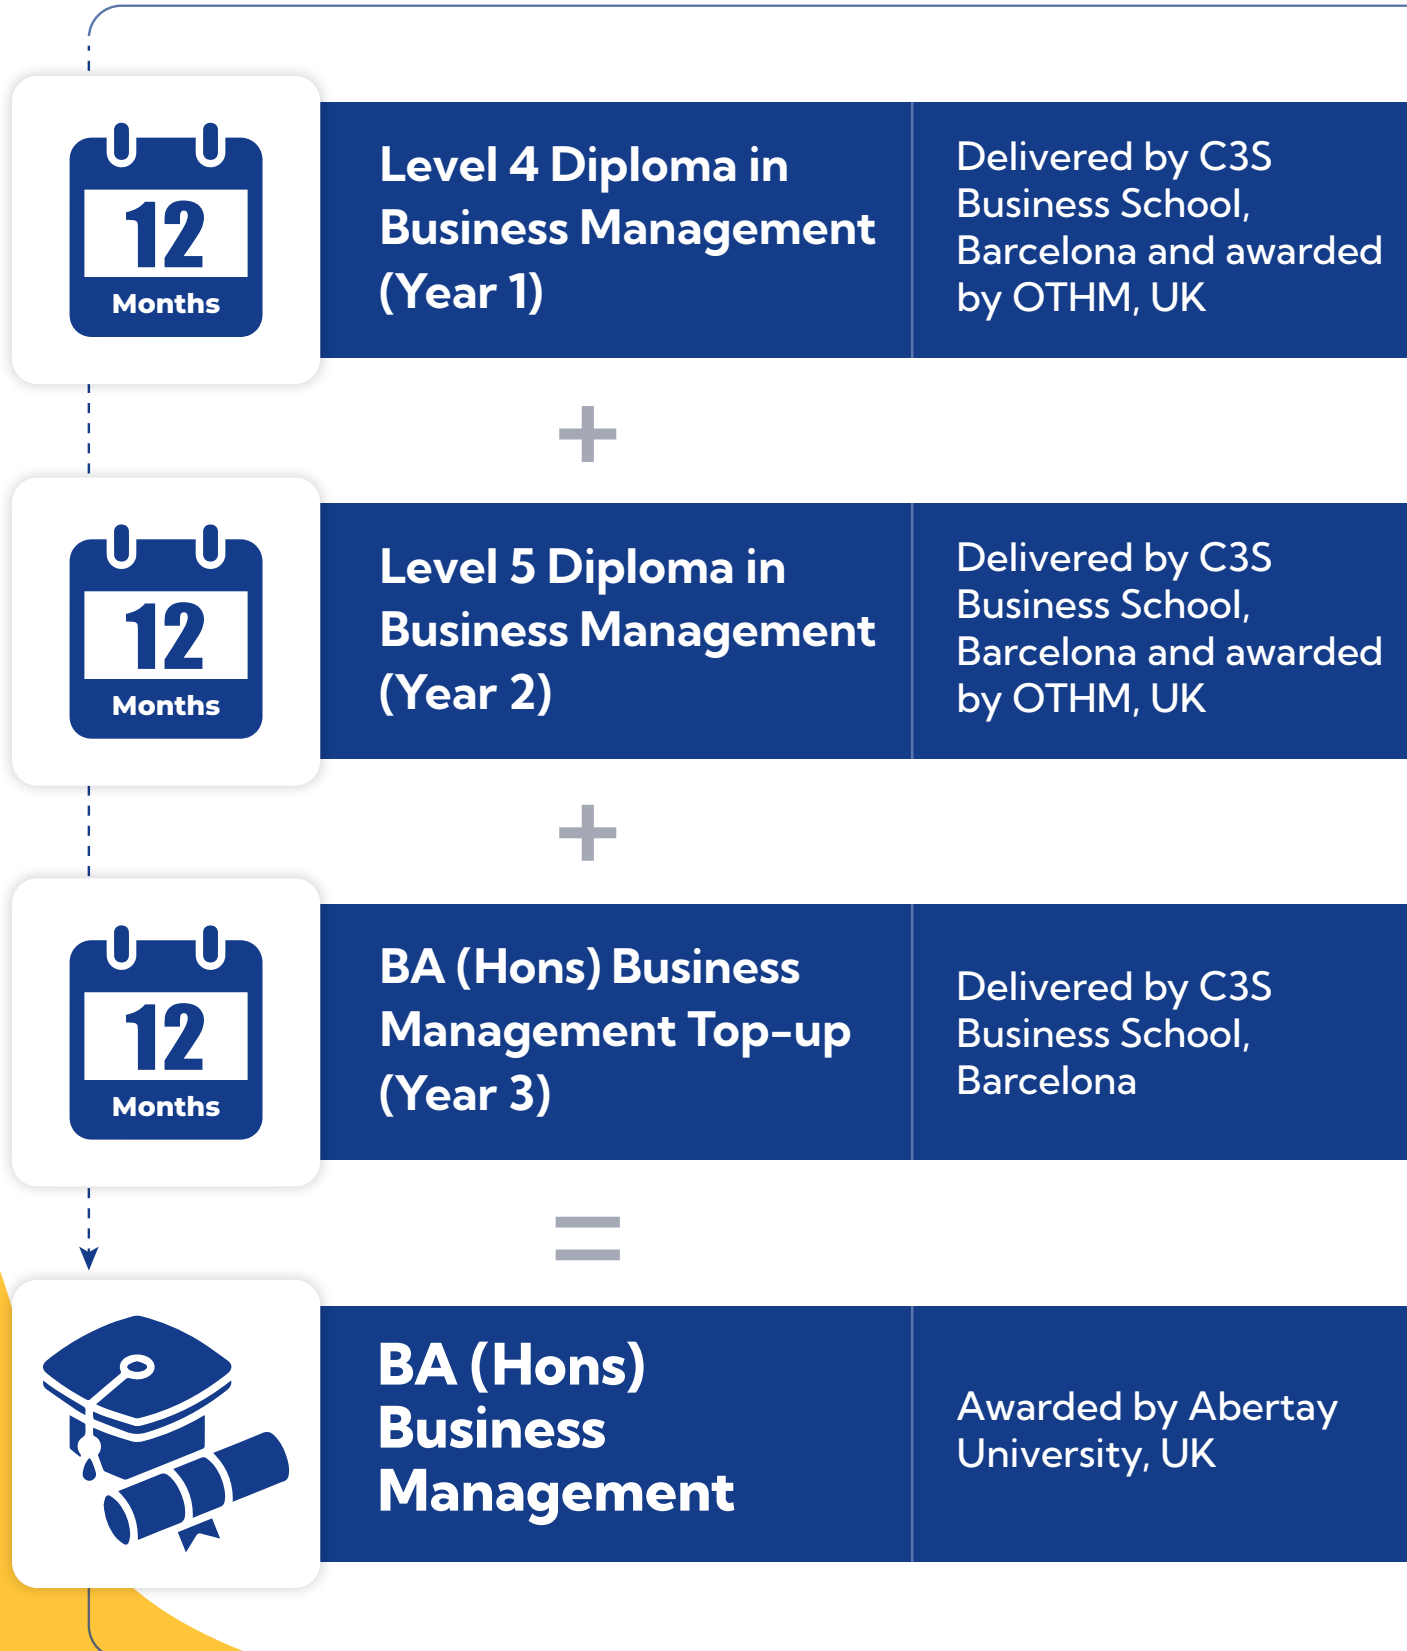 12
Months
Level 4 Diploma in
Business Management
(Year 1)
Delivered by C3S
Business School,
Barcelona and awarded
by OTHM, UK
+
12
Months
Level 5 Diploma in
Business Management
(Year 2)
Delivered by C3S
Business School,
Barcelona and awarded
by OTHM, UK
+
12
Months
BA (Hons) Business
Management Top-up
(Year 3)
Delivered by C3S
Business School,
Barcelona
=
BA (Hons)
Business
Management
Awarded by Abertay
University, UK